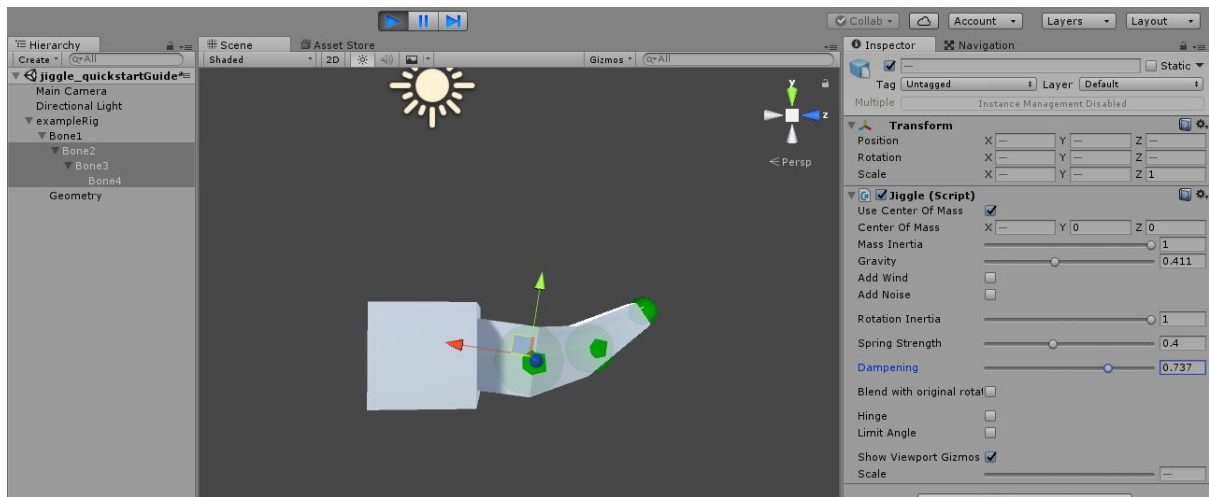 Collab
Account
Layers
Layout
Hierarchy
Create
All
jiggle_quickstartGuide*
Main Camera
Directional Light
exampleRig
Bone1
Bone2
Bone3
Bone4
Geometry
Scene
Asset Store
Shaded
2D
Gizmos
All
y
z
Persp
Inspector
Navigation
—
Static
Tag Untagged Layer Default
Multiple Instance Management Disabled
Transform
Position X — Y — Z —
Rotation X — Y — Z —
Scale X — Y — Z 1
Jiggle (Script)
Use Center Of Mass
Center Of Mass X — Y 0 Z 0
Mass Inertia 1
Gravity 0.411
Add Wind
Add Noise
Rotation Inertia 1
Spring Strength 0.4
Dampening 0.737
Blend with original rotat
Hinge
Limit Angle
Show Viewport Gizmos
Scale —